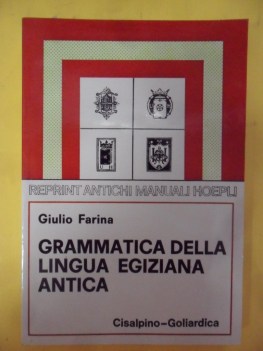 REPRINT ANTICHI MANUALI HOEPLI
Giulio Farina
GRAMMATICA DELLA
LINGUA EGIZIANA
ANTICA
Cisalpino–Goliardica